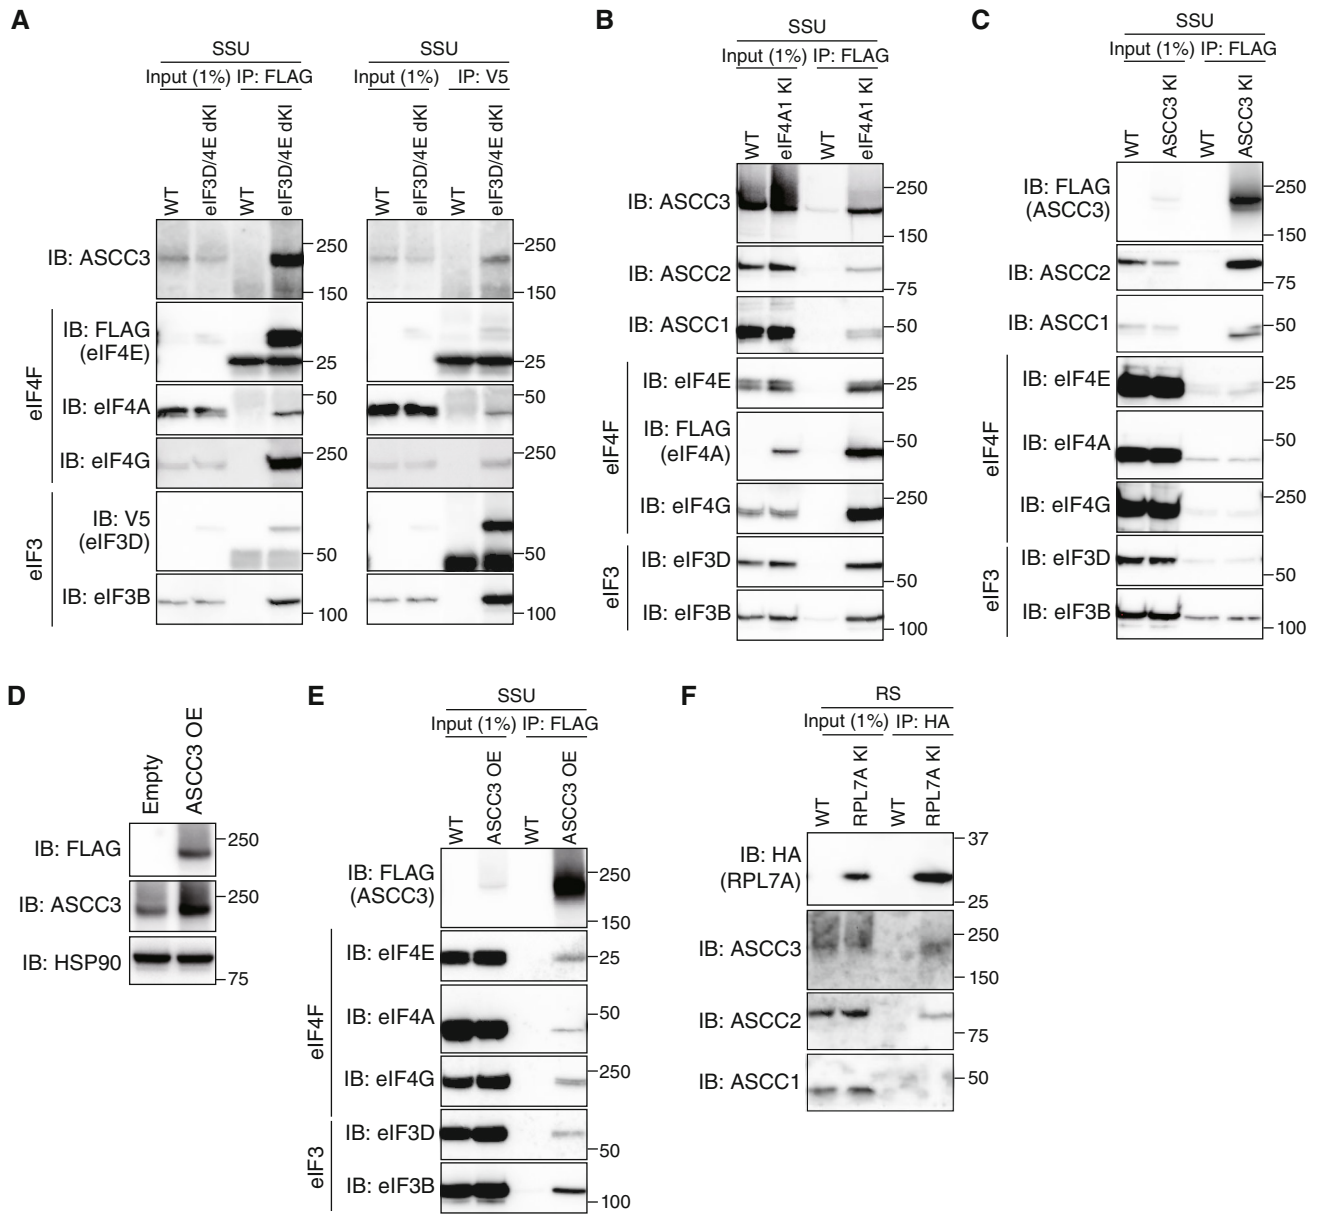 A
SSU
Input (1%) IP: FLAG
WT
eIF3D/4E dKI
WT
eIF3D/4E dKI
SSU
Input (1%) IP: V5
WT
eIF3D/4E dKI
WT
eIF3D/4E dKI
IB: ASCC3
250
150
250
150
eIF4F
IB: FLAG
(eIF4E)
25
25
IB: eIF4A
50
50
IB: eIF4G
250
250
eIF3
IB: V5
(eIF3D)
50
50
IB: eIF3B
100
100
B
SSU
Input (1%) IP: FLAG
WT
eIF4A1 KI
WT
eIF4A1 KI
IB: ASCC3
250
150
IB: ASCC2
75
IB: ASCC1
50
eIF4F
IB: eIF4E
25
IB: FLAG
(eIF4A)
50
IB: eIF4G
250
eIF3
IB: eIF3D
50
IB: eIF3B
100
C
SSU
Input (1%) IP: FLAG
WT
ASCC3 KI
WT
ASCC3 KI
IB: FLAG
(ASCC3)
250
150
IB: ASCC2
75
IB: ASCC1
50
eIF4F
IB: eIF4E
25
IB: eIF4A
50
IB: eIF4G
250
eIF3
IB: eIF3D
50
IB: eIF3B
100
D
Empty
ASCC3 OE
IB: FLAG
250
IB: ASCC3
250
IB: HSP90
75
E
SSU
Input (1%) IP: FLAG
WT
ASCC3 OE
WT
ASCC3 OE
IB: FLAG
(ASCC3)
250
150
eIF4F
IB: eIF4E
25
IB: eIF4A
50
IB: eIF4G
250
eIF3
IB: eIF3D
50
IB: eIF3B
100
F
RS
Input (1%) IP: HA
WT
RPL7A KI
WT
RPL7A KI
IB: HA
(RPL7A)
37
25
IB: ASCC3
250
150
IB: ASCC2
75
IB: ASCC1
50